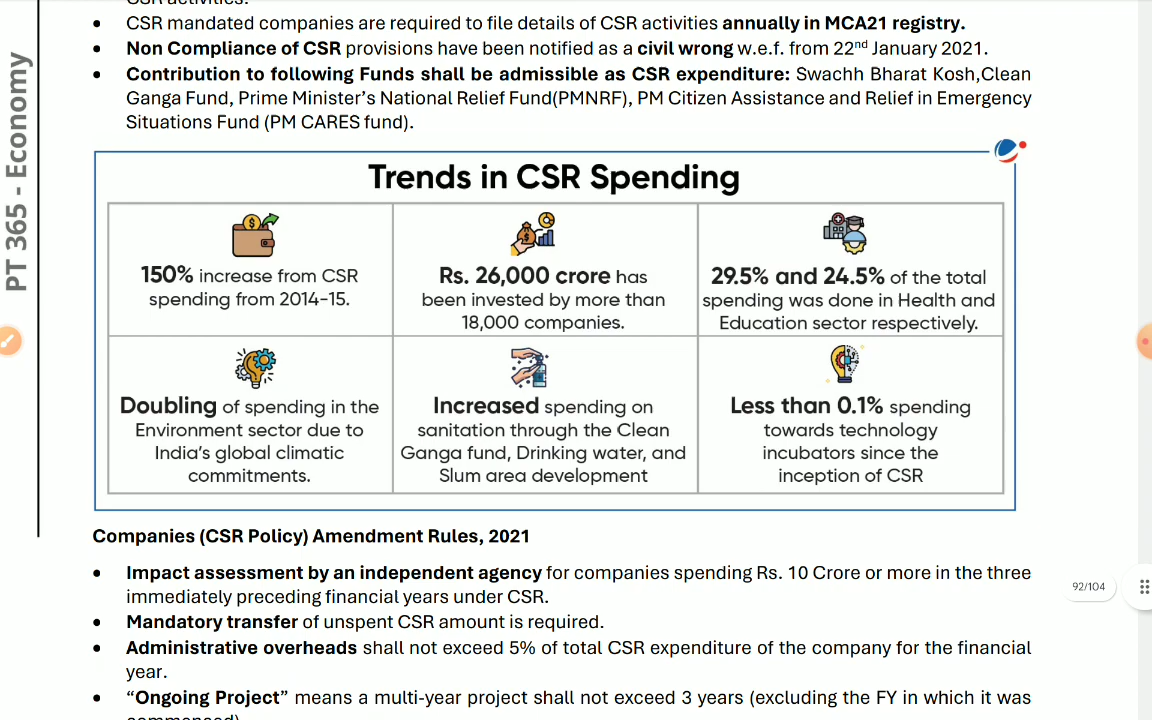 CSR activities.
• CSR mandated companies are required to file details of CSR activities annually in MCA21 registry.
• Non Compliance of CSR provisions have been notified as a civil wrong w.e.f. from 22nd January 2021.
• Contribution to following Funds shall be admissible as CSR expenditure: Swachh Bharat Kosh,Clean
Ganga Fund, Prime Minister's National Relief Fund(PMNRF), PM Citizen Assistance and Relief in Emergency
Situations Fund (PM CARES fund).
PT 365 - Economy
Trends in CSR Spending
150% increase from CSR
spending from 2014-15.
Rs. 26,000 crore has
been invested by more than
18,000 companies.
29.5% and 24.5% of the total
spending was done in Health and
Education sector respectively.
Doubling of spending in the
Environment sector due to
India's global climatic
commitments.
Increased spending on
sanitation through the Clean
Ganga fund, Drinking water, and
Slum area development
Less than 0.1% spending
towards technology
incubators since the
inception of CSR
Companies (CSR Policy) Amendment Rules, 2021
• Impact assessment by an independent agency for companies spending Rs. 10 Crore or more in the three
immediately preceding financial years under CSR.
92/104
• Mandatory transfer of unspent CSR amount is required.
• Administrative overheads shall not exceed 5% of total CSR expenditure of the company for the financial
year.
• “Ongoing Project” means a multi-year project shall not exceed 3 years (excluding the FY in which it was
commenced)